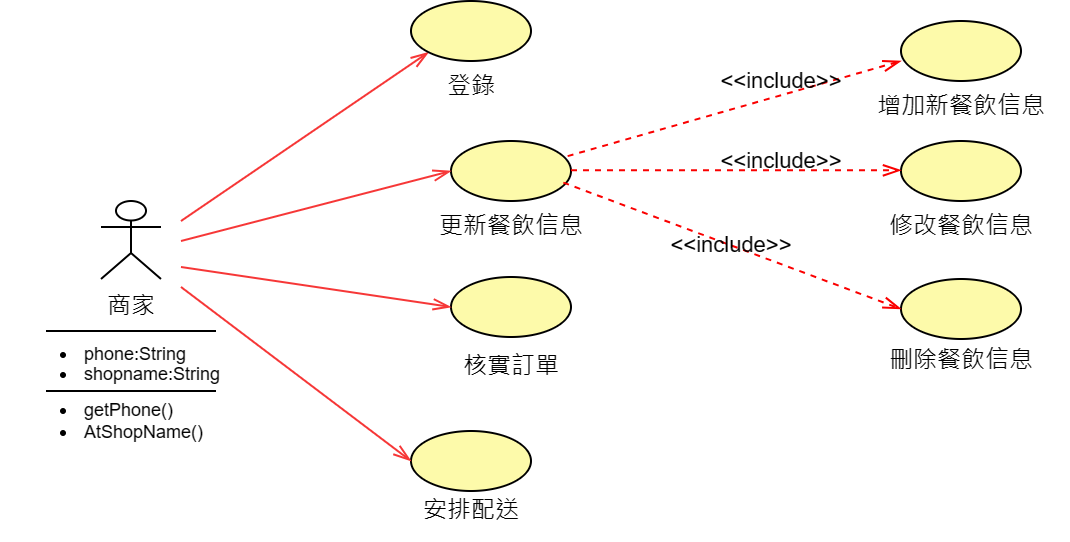 登錄
<<include>>
增加新餐飲信息
更新餐飲信息
<<include>>
修改餐飲信息
<<include>>
刪除餐飲信息
商家
phone:String
shopname:String
getPhone()
AtShopName()
核實訂單
安排配送